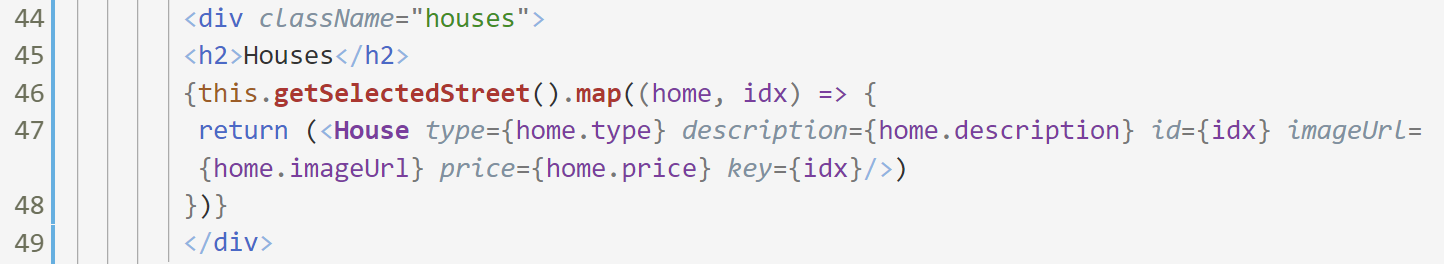 44 <div className="houses">
45 <h2>Houses</h2>
46 {this.getSelectedStreet().map((home, idx) => {
47 return (<House type={home.type} description={home.description} id={idx} imageUrl=
{home.imageUrl} price={home.price} key={idx}/>)
48 })}
49 </div>